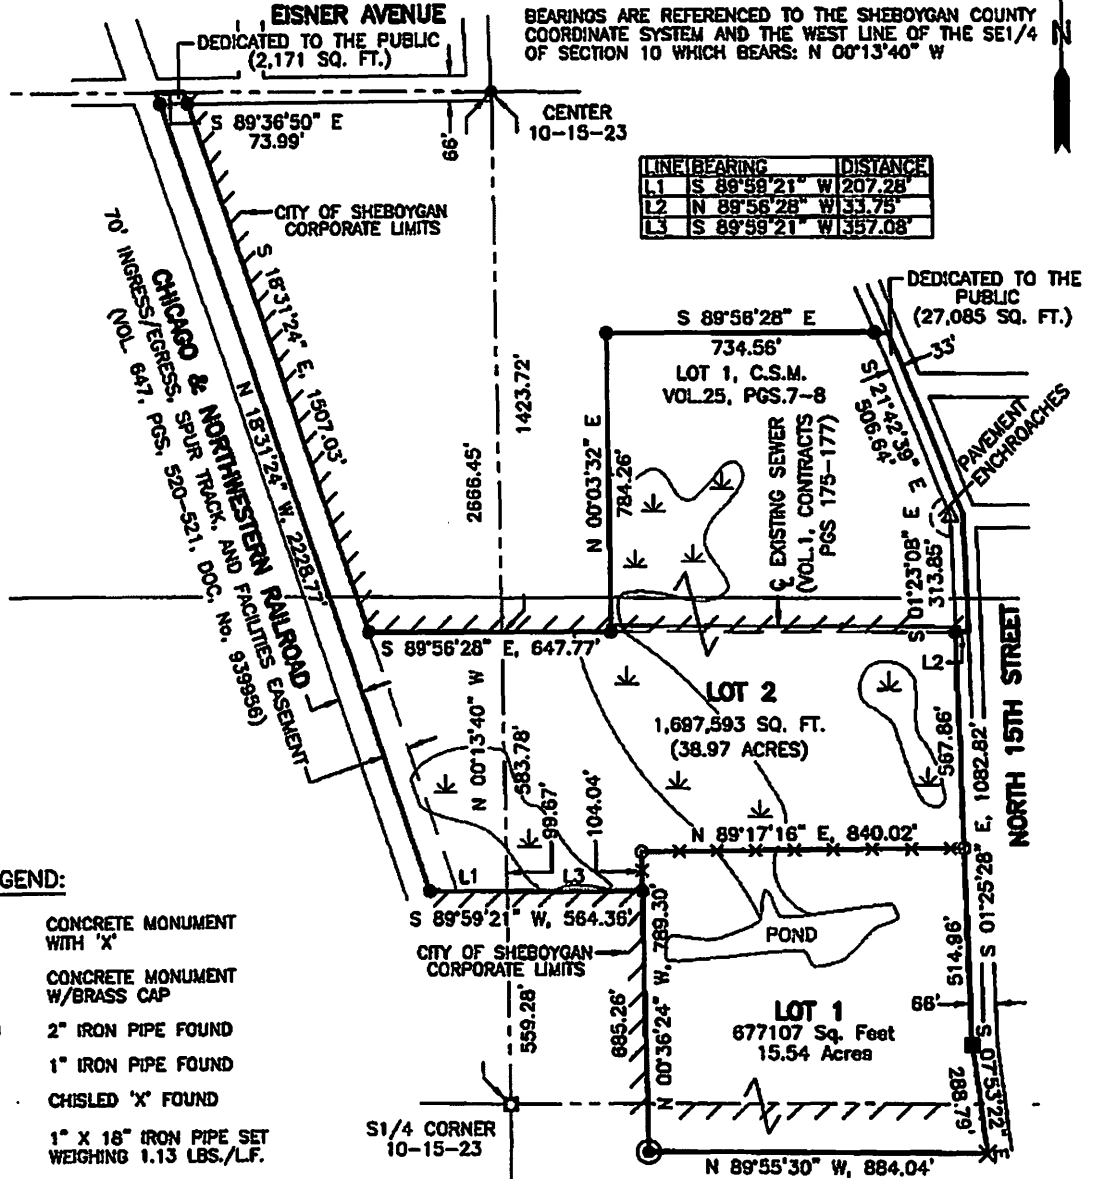 EISNER AVENUE
DEDICATED TO THE PUBLIC
(2,171 SQ. FT.)
BEARINGS ARE REFERENCED TO THE SHEBOYGAN COUNTY
COORDINATE SYSTEM AND THE WEST LINE OF THE SE1/4
OF SECTION 10 WHICH BEARS: N 00°13'40" W
N
S 89°36'50" E
73.99'
66'
CENTER
10-15-23
LINE BEARING DISTANCE
L1 S 89°59'21" W 207.28'
L2 N 89°56'28" W 33.75'
L3 S 89°59'21" W 357.08'
CITY OF SHEBOYGAN
CORPORATE LIMITS
S 18°31'24" E, 1507.03'
N 18°31'24" W, 2228.77'
CHICAGO & NORTHWESTERN RAILROAD
70' INGRESS/EGRESS, SPUR TRACK, AND FACILITIES EASEMENT
(VOL. 647, PGS, 520-521, DOC, No. 939956)
1423.72'
2666.45'
DEDICATED TO THE
PUBLIC
(27,085 SQ. FT.)
33'
S 89°56'28" E
734.56'
LOT 1, C.S.M.
VOL.25, PGS.7-8
N 00°03'32" E
784.26'
S 21°42'39" E
506.64'
PAVEMENT
ENCHROACHES
℄ EXISTING SEWER
(VOL.1, CONTRACTS
PGS 175-177)
S 01°23'08" E
313.85'
S 89°56'28" E, 647.77'
L2
NORTH 15TH STREET
LOT 2
1,697,593 SQ. FT.
(38.97 ACRES)
N 00°13'40" W
583.78'
99.67'
104.04'
567.86'
S 01°25'28" E, 1082.82'
N 89°17'16" E, 840.02'
L1
L3
S 89°59'21" W, 564.36'
CITY OF SHEBOYGAN
CORPORATE LIMITS
POND
N 00°36'24" W, 789.30'
685.26'
559.28'
514.96'
66'
LOT 1
677107 Sq. Feet
15.54 Acres
S 07°53'22" E
288.79'
S1/4 CORNER
10-15-23
N 89°55'30" W, 884.04'
GEND:
CONCRETE MONUMENT
WITH 'X'
CONCRETE MONUMENT
W/BRASS CAP
2" IRON PIPE FOUND
1" IRON PIPE FOUND
CHISLED 'X' FOUND
1" X 18" IRON PIPE SET
WEIGHING 1.13 LBS./L.F.